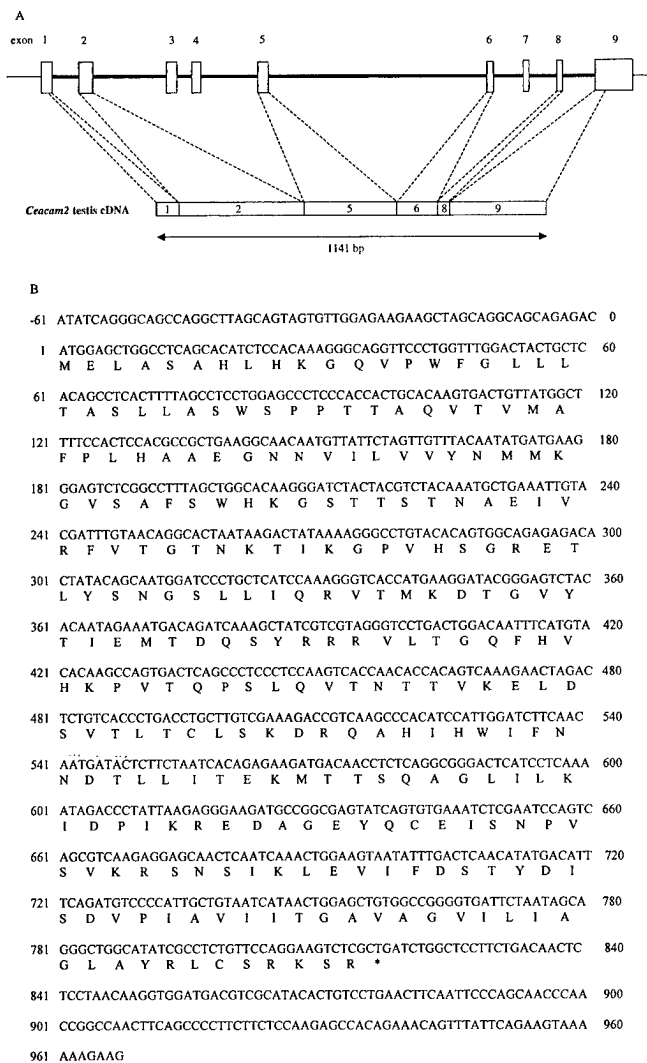 A
exon 1 2 3 4 5 6 7 8 9
Ceacam2 testis cDNA 1 2 5 6 8 9
1141 bp
B
-61 ATATCAGGGCAGCCAGGCTTAGCAGTAGTGTTGGAGAAGAAGCTAGCAGGCAGCAGAGAC 0
1 ATGGAGCTGGCCTCAGCACATCTCCACAAAGGGCAGGTTCCCTGGTTTGGACTACTGCTC 60
M E L A S A H L H K G Q V P W F G L L L
61 ACAGCCTCACTTTTAGCCTCCTGGAGCCCTCCCACCACTGCACAAGTGACTGTTATGGCT 120
T A S L L A S W S P P T T A Q V T V M A
121 TTTCCACTCCACGCCGCTGAAGGCAACAATGTTATTCTAGTTGTTTACAATATGATGAAG 180
F P L H A A E G N N V I L V V Y N M M K
181 GGAGTCTCGGCCTTTAGCTGGCACAAGGGATCTACTACGTCTACAAATGCTGAAATTGTA 240
G V S A F S W H K G S T T S T N A E I V
241 CGATTTGTAACAGGCACTAATAAGACTATAAAAGGGCCTGTACACAGTGGCAGAGAGACA 300
R F V T G T N K T I K G P V H S G R E T
301 CTATACAGCAATGGATCCCTGCTCATCCAAAGGGTCACCATGAAGGATACGGGAGTCTAC 360
L Y S N G S L L I Q R V T M K D T G V Y
361 ACAATAGAAATGACAGATCAAAGCTATCGTCGTAGGGTCCTGACTGGACAATTTCATGTA 420
T I E M T D Q S Y R R R V L T G Q F H V
421 CACAAGCCAGTGACTCAGCCCTCCCTCCAAGTCACCAACACCACAGTCAAAGAACTAGAC 480
H K P V T Q P S L Q V T N T T V K E L D
481 TCTGTCACCCTGACCTGCTTGTCGAAAGACCGTCAAGCCCACATCCATTGGATCTTCAAC 540
S V T L T C L S K D R Q A H I H W I F N
541 AATGATACTCTTCTAATCACAGAGAAGATGACAACCTCTCAGGCGGGACTCATCCTCAAA 600
N D T L L I T E K M T T S Q A G L I L K
601 ATAGACCCTATTAAGAGGGAAGATGCCGGCGAGTATCAGTGTGAAATCTCGAATCCAGTC 660
I D P I K R E D A G E Y Q C E I S N P V
661 AGCGTCAAGAGGAGCAACTCAATCAAACTGGAAGTAATATTTGACTCAACATATGACATT 720
S V K R S N S I K L E V I F D S T Y D I
721 TCAGATGTCCCCATTGCTGTAATCATAACTGGAGCTGTGGCCGGGGTGATTCTAATAGCA 780
S D V P I A V I I T G A V A G V I L I A
781 GGGCTGGCATATCGCCTCTGTTCCAGGAAGTCTCGCTGATCTGGCTCCTTCTGACAACTC 840
G L A Y R L C S R K S R *
841 TCCTAACAAGGTGGATGACGTCGCATACACTGTCCTGAACTTCAATTCCCAGCAACCCAA 900
901 CCGGCCAACTTCAGCCCCTTCTTCTCCAAGAGCCACAGAAACAGTTTATTCAGAAGTAAA 960
961 AAAGAAG